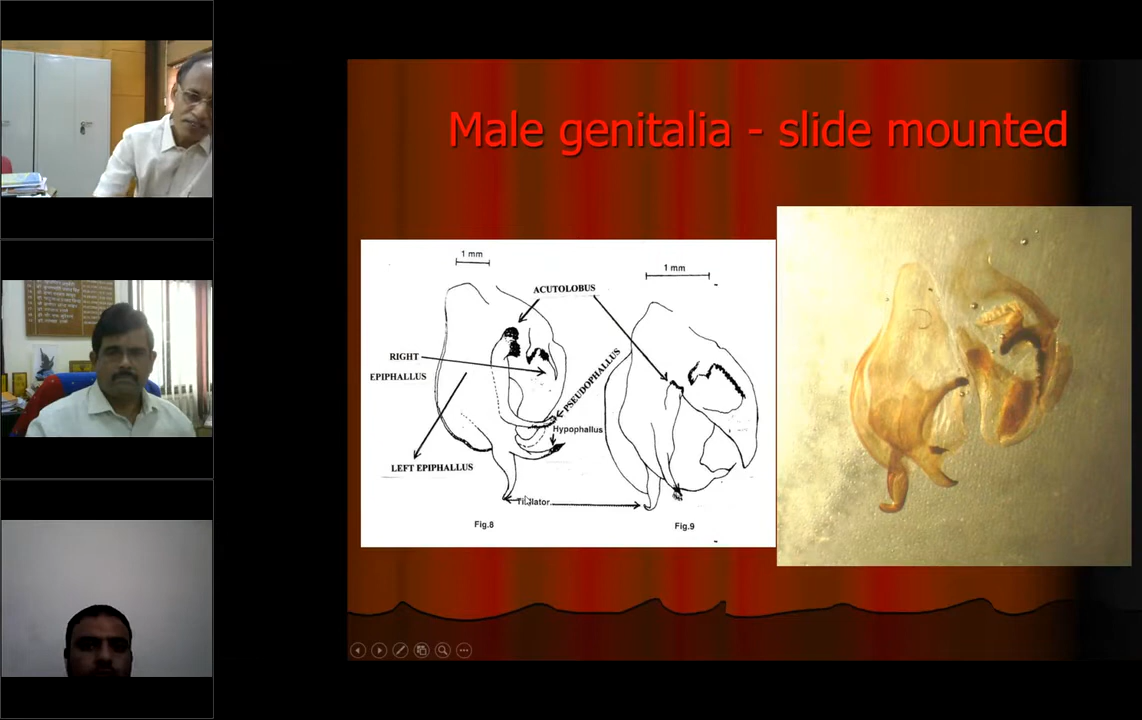 Male genitalia - slide mounted
1 mm
1 mm
ACUTOLOBUS
RIGHT
EPIPHALLUS
PSEUDOPHALLUS
Hypophallus
LEFT EPIPHALLUS
Fig.8
Fig.9